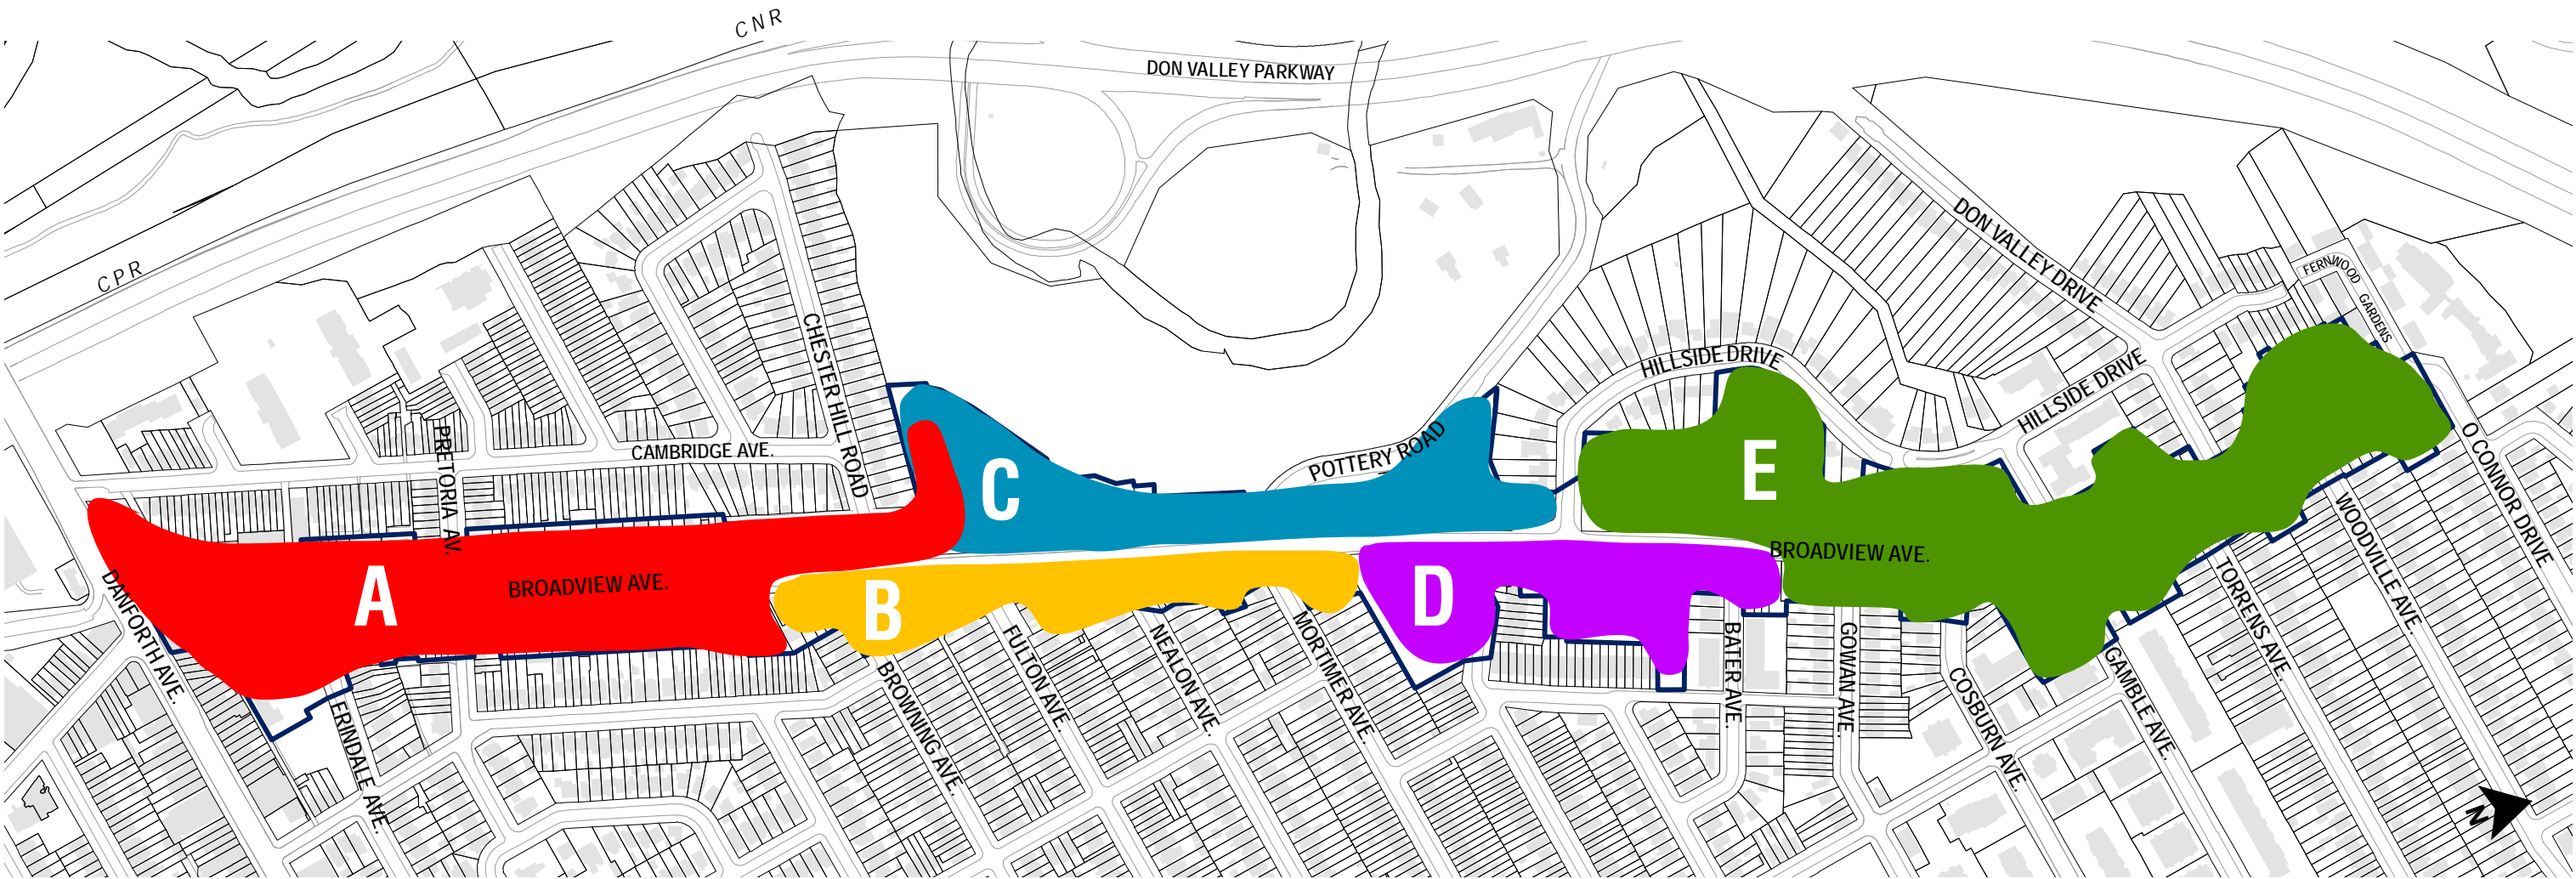 CNR
DON VALLEY PARKWAY
CPR
DON VALLEY DRIVE
FERNWOOD GARDENS
CHESTER HILL ROAD
HILLSIDE DRIVE
HILLSIDE DRIVE
PRETORIA AV.
CAMBRIDGE AVE.
POTTERY ROAD
C
E
O CONNOR DRIVE
WOODVILLE AVE.
BROADVIEW AVE.
A
BROADVIEW AVE.
B
D
DANFORTH AVE.
ERINDALE AVE.
BROWNING AVE.
FULTON AVE.
NEALON AVE.
MORTIMER AVE.
BATER AVE.
GOWAN AVE.
COSBURN AVE.
GAMBLE AVE.
TORRENS AVE.
N